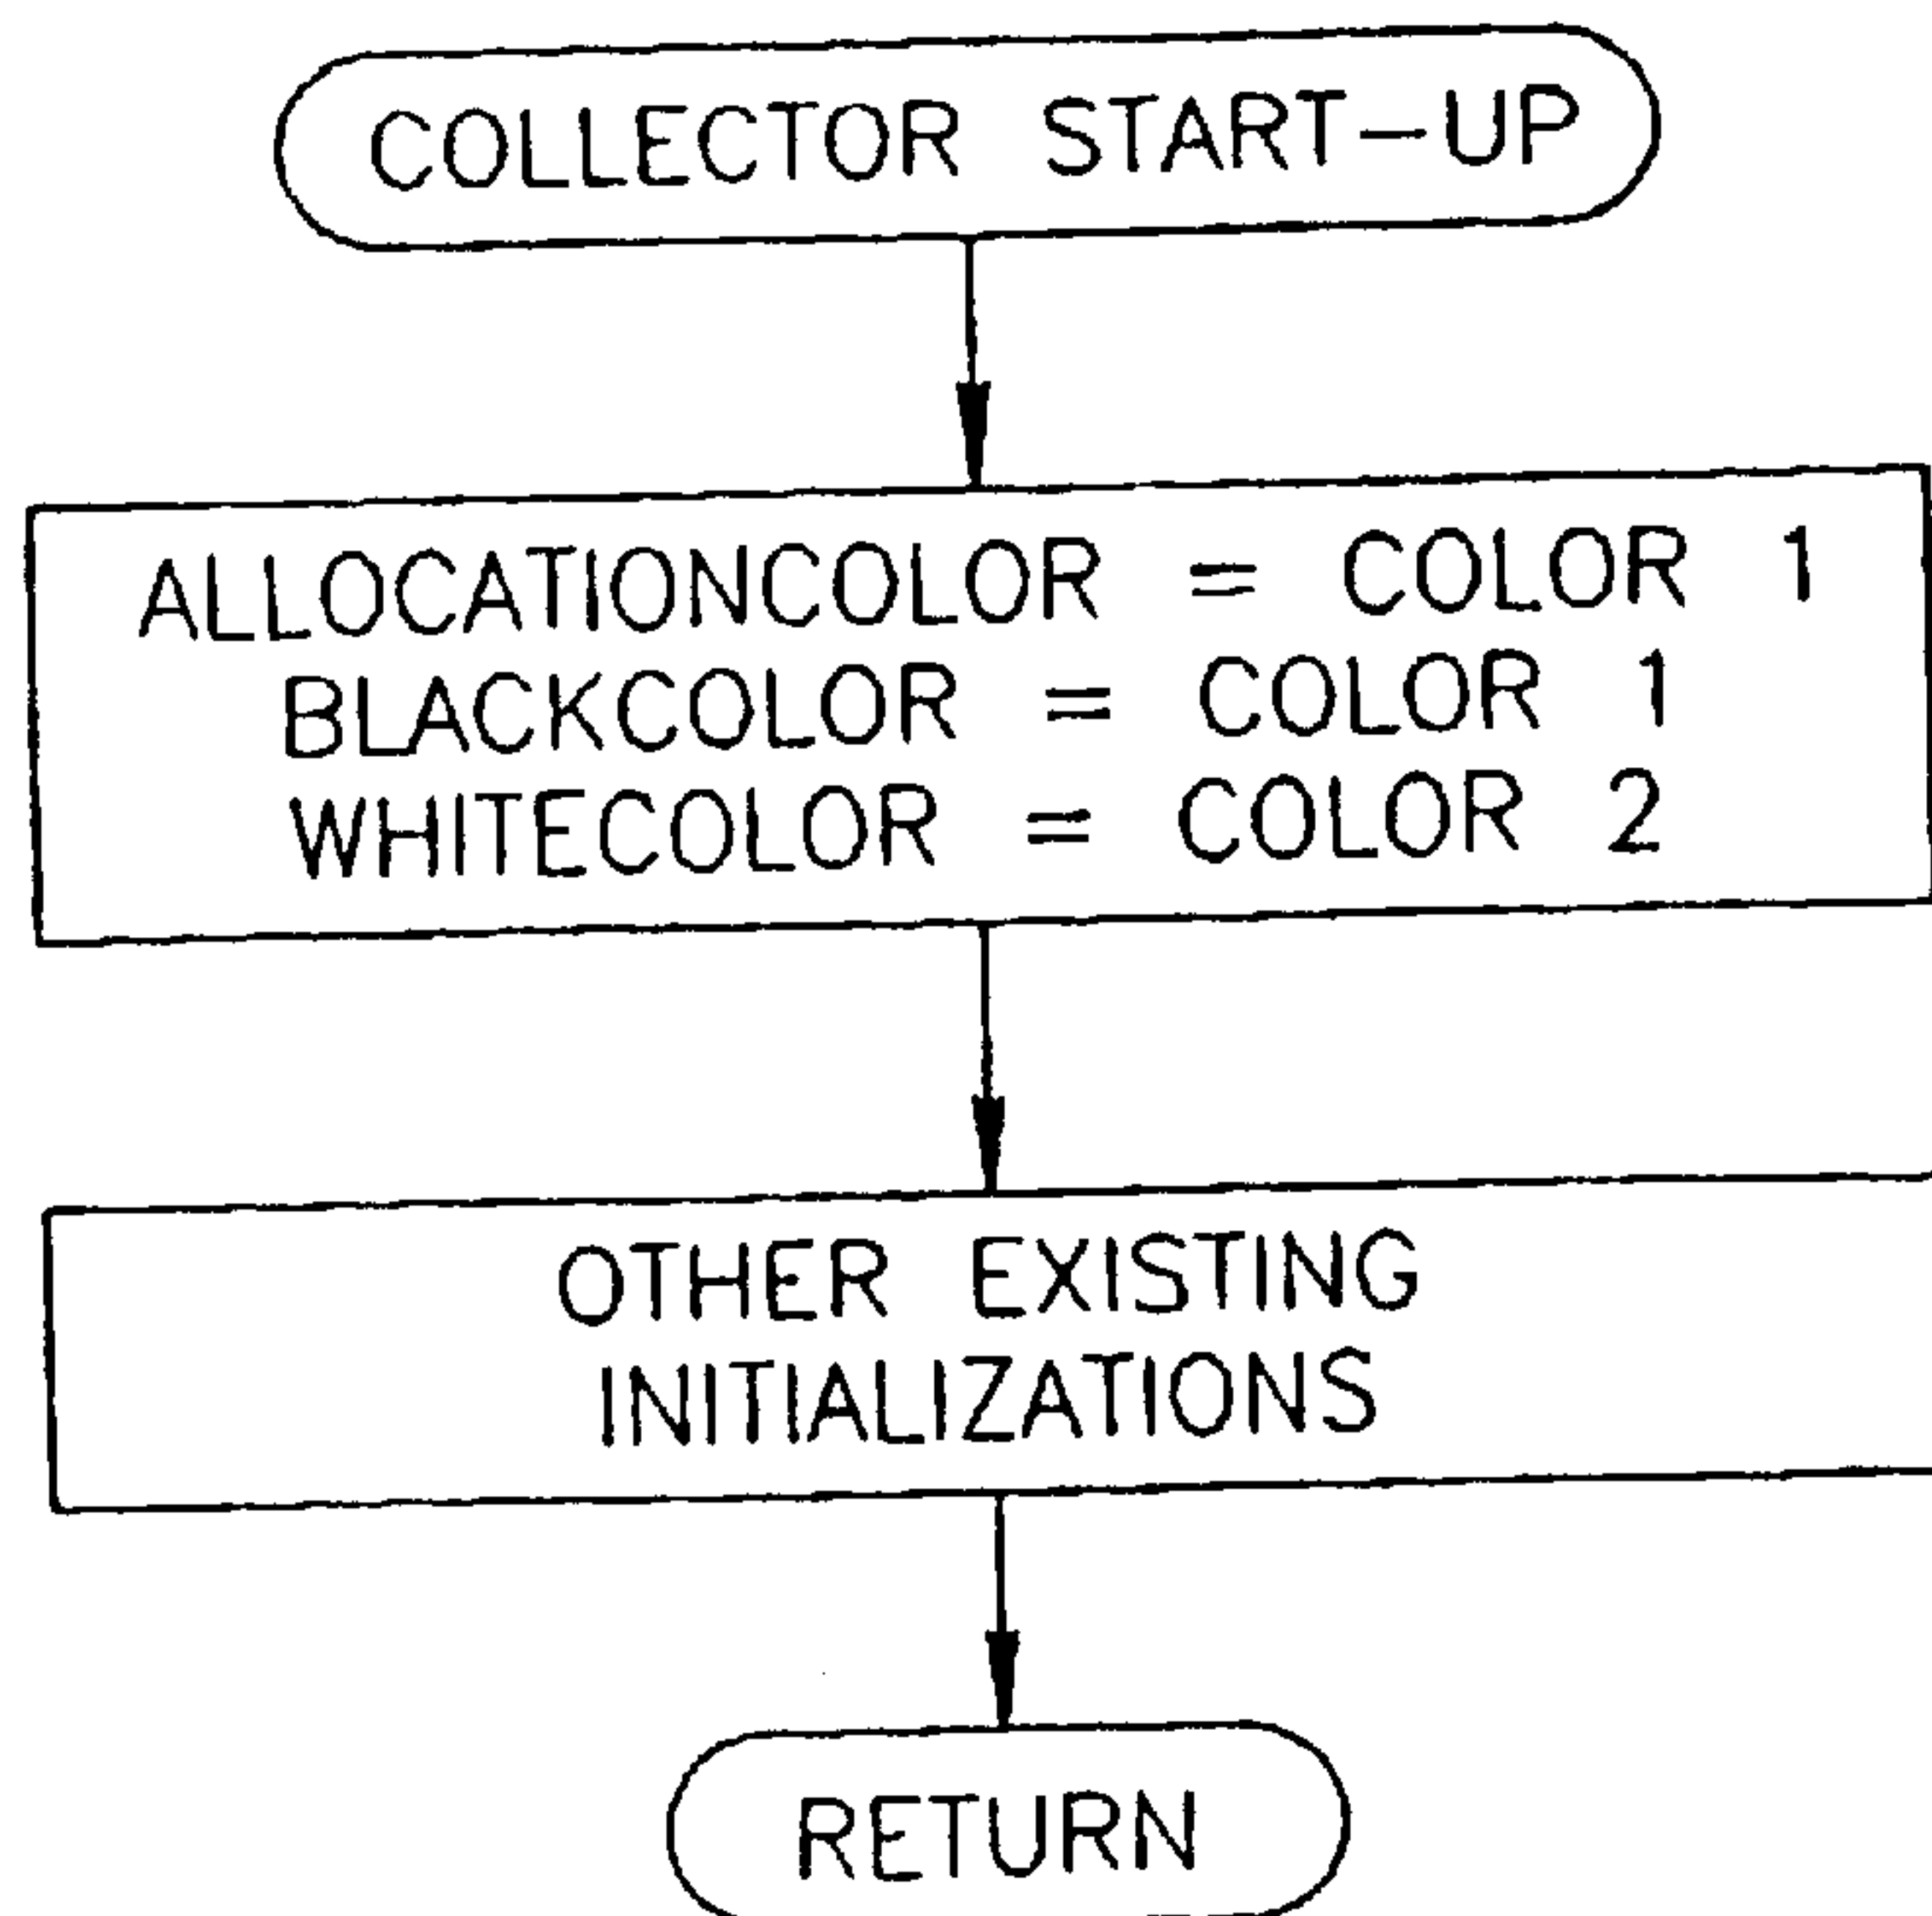 COLLECTOR START-UP
ALLOCATIONCOLOR = COLOR 1
BLACKCOLOR = COLOR 1
WHITECOLOR = COLOR 2
OTHER EXISTING
INITIALIZATIONS
RETURN